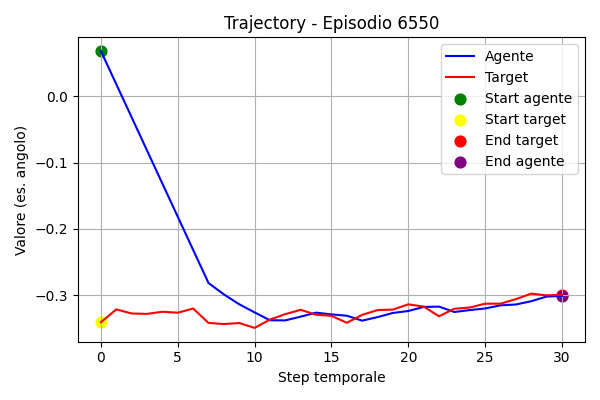 Trajectory - Episodio 6550
Valore (es. angolo)
0.0
−0.1
−0.2
−0.3
0
5
10
15
20
25
30
Step temporale
Agente
Target
Start agente
Start target
End target
End agente